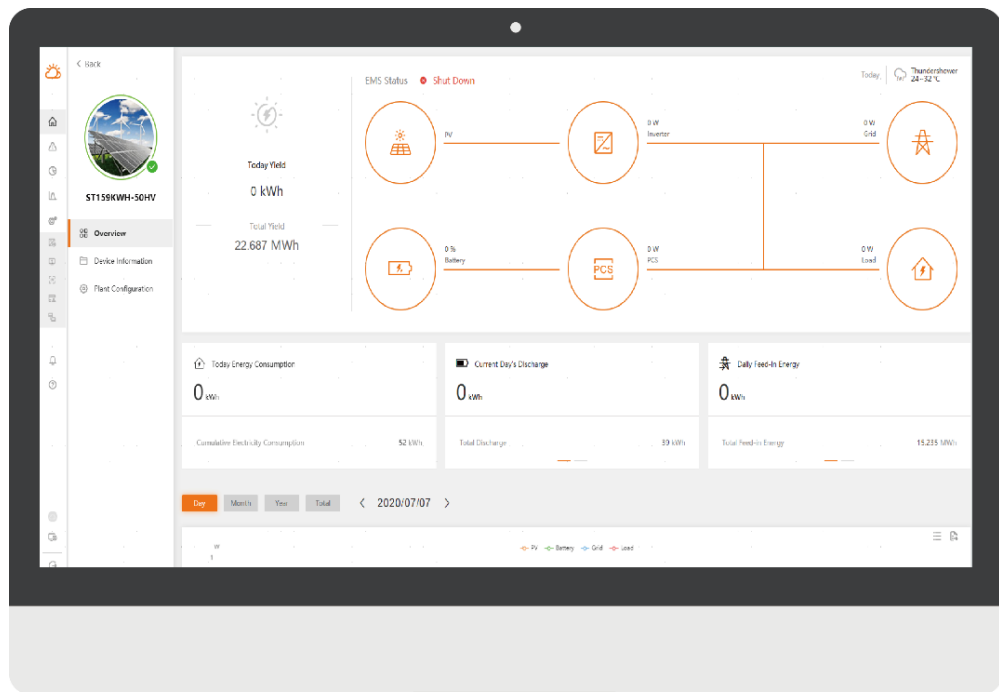 Back
ST159KWH-50HV
Overview
Device Information
Plant Configuration
Today Yield
0 kWh
Total Yield
22.687 MWh
EMS Status Shut Down
Today
Thundershower
24~32 ℃
PV
0 W
Inverter
0 W
Grid
0 %
Battery
PCS
0 W
PCS
0 W
Load
Today Energy Consumption
0 kWh
Cumulative Electricity Consumption 52 kWh
Current Day's Discharge
0 kWh
Total Discharge 39 kWh
Daily Feed-in Energy
0 kWh
Total Feed-in Energy 15.235 MWh
Day Month Year Total 2020/07/07
W
1
PV Battery Grid Load